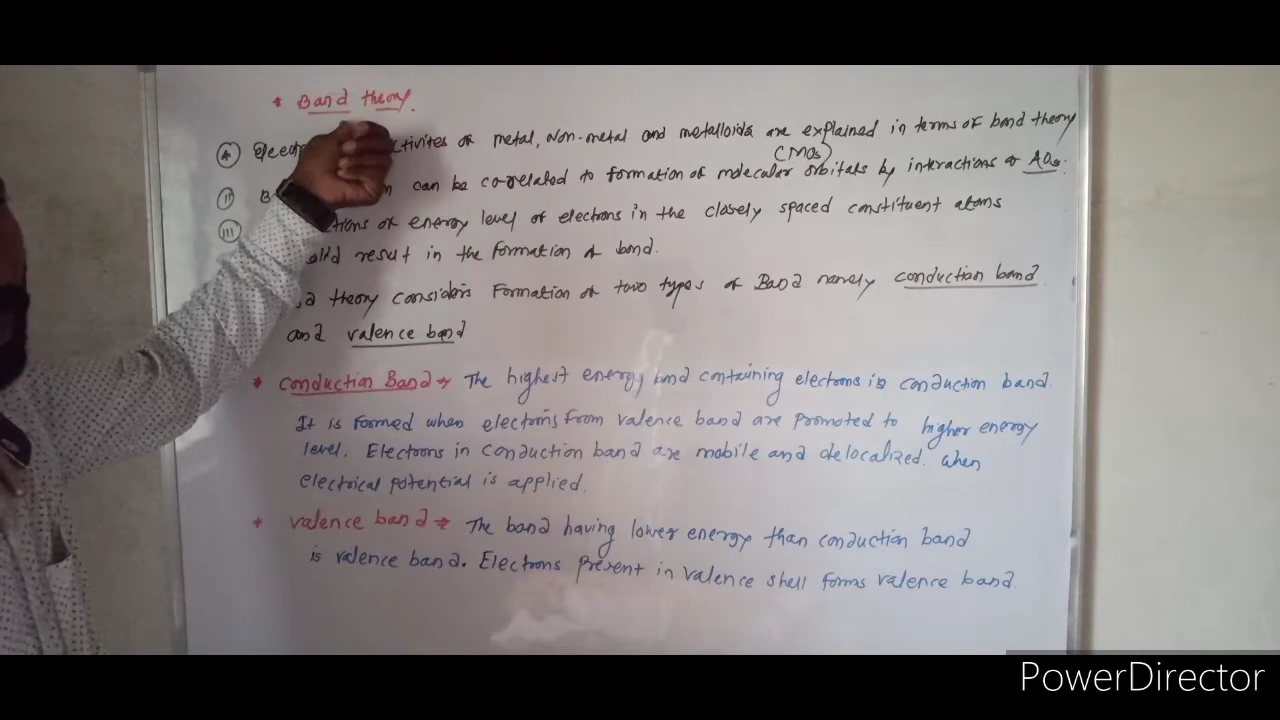 * Band theory.
of metal, Non-metal and metalloids are explained in terms of band theory
(MOs)
(ii) can be co-related to formation of molecular orbitals by interactions of AOs.
(iii) of energy level of electrons in the closely spaced constituent atoms
result in the formation of band.
theory considers Formation of two types of Band namely conduction band
and valence band
* conduction Band → The highest energy band containing electrons is conduction band.
It is formed when electrons from valence band are promoted to higher energy
level. Electrons in conduction band are mobile and delocalized. when
electrical potential is applied.
* valence band → The band having lower energy than conduction band
is valence band. Electrons present in valence shell forms valence band.
PowerDirector